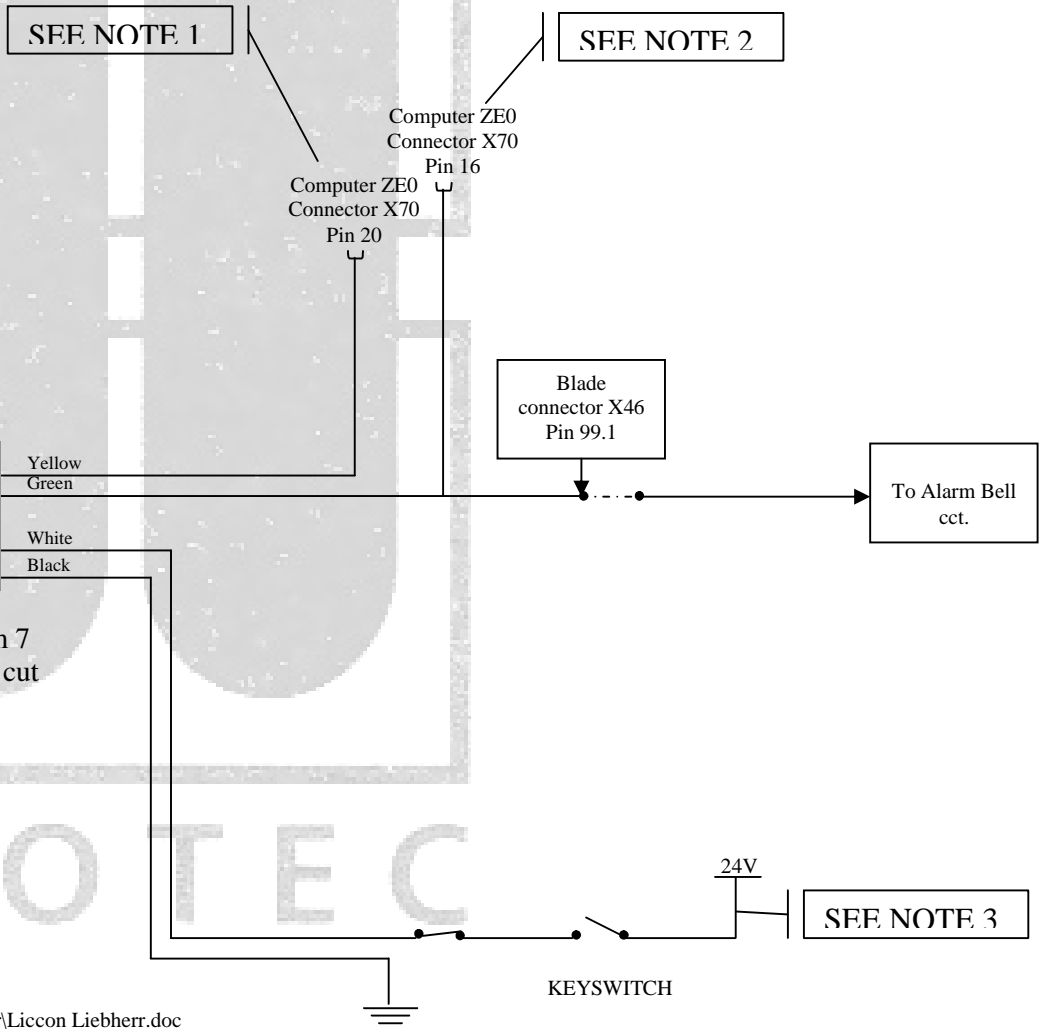 SEE NOTE 1
SEE NOTE 2
Computer ZE0
Connector X70
Pin 16
Computer ZE0
Connector X70
Pin 20
Blade
connector X46
Pin 99.1
Yellow
Green
To Alarm Bell
cct.
White
Black
7
cut
OTEC
24V
SEE NOTE 3
KEYSWITCH
\Liccon Liebherr.doc